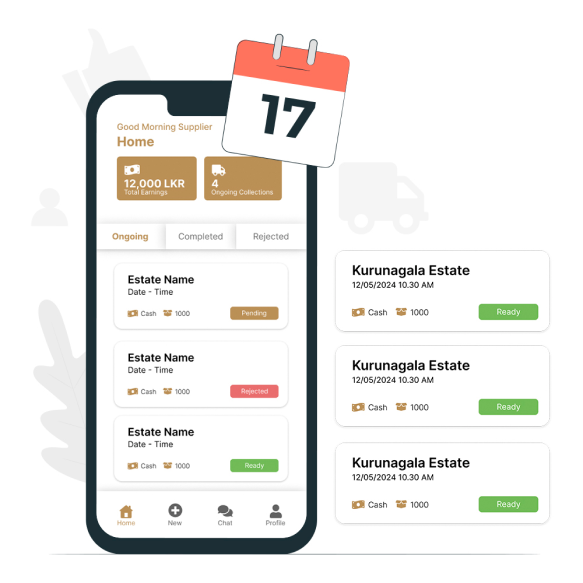 17
Good Morning Supplier
Home
12,000 LKR
Total Earnings
4
Ongoing Collections
Ongoing Completed Rejected
Estate Name
Date - Time
Cash 1000 Pending
Estate Name
Date - Time
Cash 1000 Rejected
Estate Name
Date - Time
Cash 1000 Ready
Home New Chat Profile
Kurunagala Estate
12/05/2024 10.30 AM
Cash 1000 Ready
Kurunagala Estate
12/05/2024 10.30 AM
Cash 1000 Ready
Kurunagala Estate
12/05/2024 10.30 AM
Cash 1000 Ready